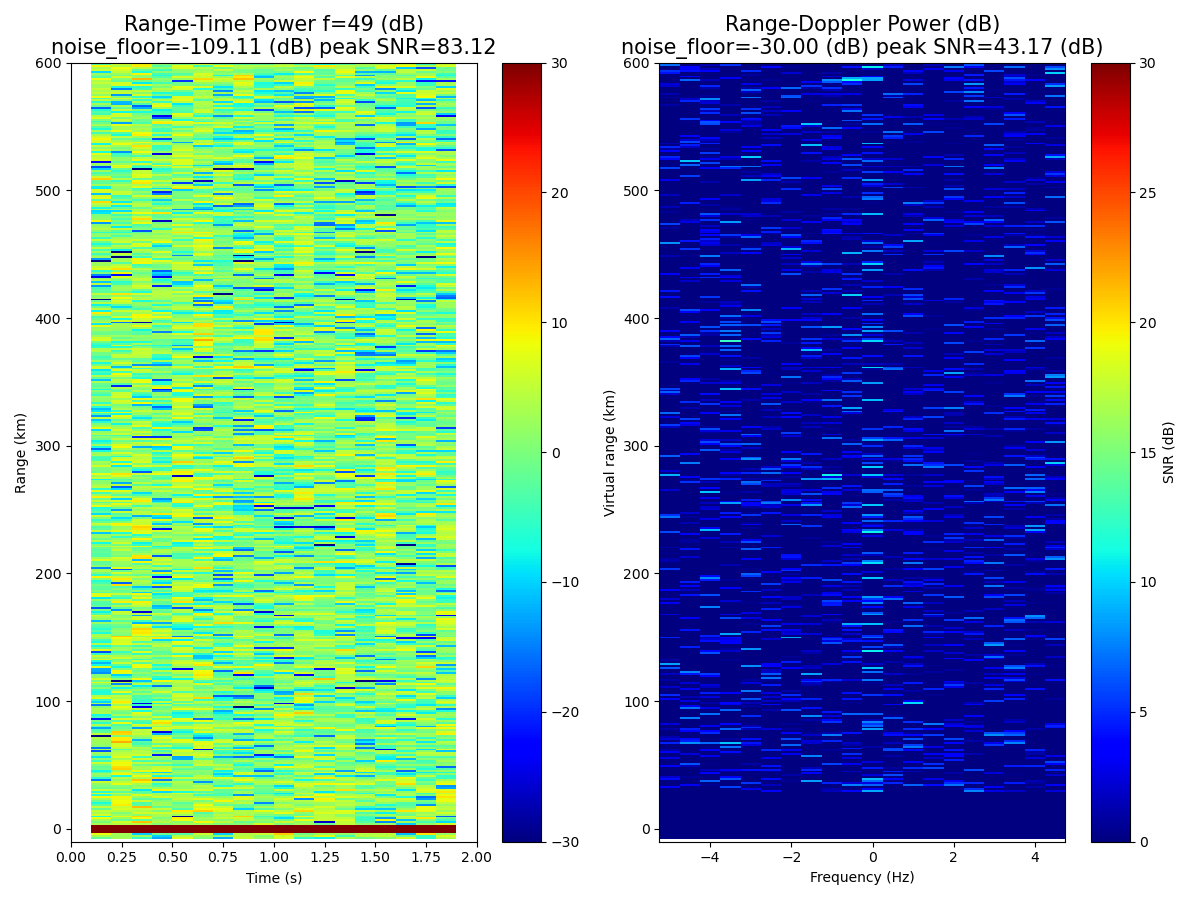 Range-Time Power f=49 (dB)
noise_floor=-109.11 (dB) peak SNR=83.12
Range-Doppler Power (dB)
noise_floor=-30.00 (dB) peak SNR=43.17 (dB)
600
500
400
300
200
100
0
Range (km)
0.00 0.25 0.50 0.75 1.00 1.25 1.50 1.75 2.00
Time (s)
30
20
10
0
−10
−20
−30
600
500
400
300
200
100
0
Virtual range (km)
−4 −2 0 2 4
Frequency (Hz)
30
25
20
15
10
5
0
SNR (dB)